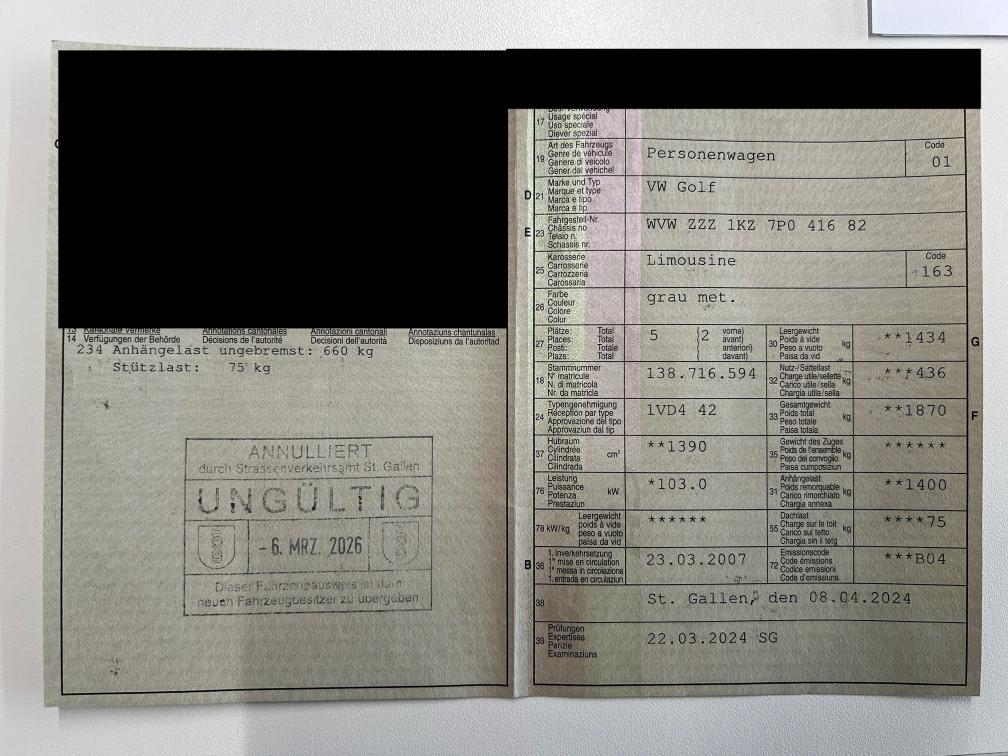 C
13 Kantonale Vermerke Annotations cantonales Annotazioni cantonali Annotaziuns chantunalas
14 Verfügungen der Behörde Décisions de l'autorité Decisioni dell'autorità Disposiziuns da l'autoritad
234 Anhängelast ungebremst: 660 kg
Stützlast: 75 kg
ANNULLIERT
durch Strassenverkehrsamt St. Gallen
UNGÜLTIG
- 6. MRZ. 2026
Dieser Fahrzeugausweis ist dem
neuen Fahrzeugbesitzer zu übergeben
17 Usage spécial
Uso speciale
Diever spezial
19 Art des Fahrzeugs
Genre de véhicule
Genere di veicolo
Gener dal vehichel
Personenwagen
Code
01
D 21 Marke und Typ
Marque et type
Marca e tipo
Marca e tip
VW Golf
E 23 Fahrgestell-Nr.
Châssis no
Telaio n.
Schassis nr.
WVW ZZZ 1KZ 7P0 416 82
25 Karosserie
Carrosserie
Carrozzeria
Carossaria
Limousine
Code
163
26 Farbe
Couleur
Colore
Colur
grau met.
27 Plätze: Total
Places: Total
Posti: Totale
Plazs: Total
5 (2 vorne)
avant)
anteriori)
davant)
30 Leergewicht
Poids à vide
Peso a vuoto
Paisa da vid
kg
**1434
G
18 Stammnummer
N° matricule
N. di matricola
Nr. da matricla
138.716.594
32 Nutz-/Sattellast
Charge utile/sellette
Carico utile/sella
Chargia utila/sella
kg
***436
24 Typengenehmigung
Réception par type
Approvazione del tipo
Approvaziun dal tip
1VD4 42
33 Gesamtgewicht
Poids total
Peso totale
Paisa totala
kg
**1870
F
37 Hubraum
Cylindrée
Cilindrata
Cilindrada
cm³
**1390
35 Gewicht des Zuges
Poids de l'ensemble
Peso del convoglio
Paisa cumposiziun
kg
******
76 Leistung
Puissance
Potenza
Prestaziun
kW
*103.0
31 Anhängelast
Poids remorquable
Carico rimorchiato
Chargia annexa
kg
**1400
78 kW/kg Leergewicht
poids à vide
peso a vuoto
paisa da vid
******
55 Dachlast
Charge sur le toit
Carico sul tetto
Chargia sin il tetg
kg
****75
B 36 1. Inverkehrsetzung
1re mise en circulation
1a messa in circolazione
1. entrada en circulaziun
23.03.2007
72 Emissionscode
Code émissions
Codice emissioni
Code d'emissiuns
***B04
38 St. Gallen, den 08.04.2024
39 Prüfungen
Expertises
Perizie
Examinaziuns
22.03.2024 SG